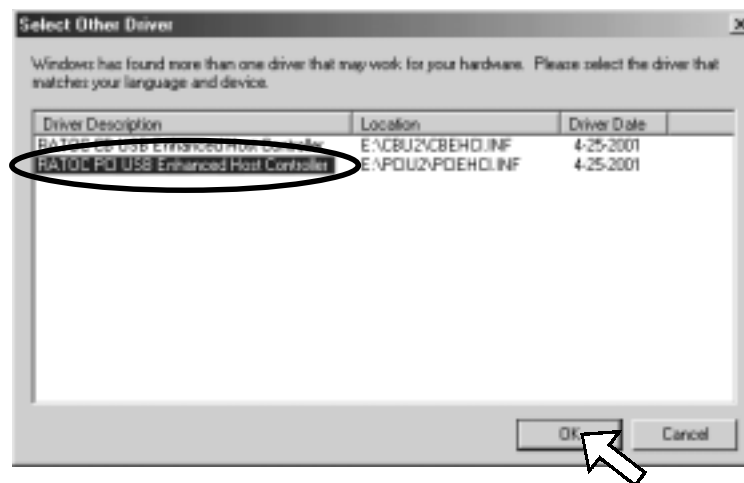 Select Other Driver
Windows has found more than one driver that may work for your hardware. Please select the driver that
matches your language and device.
Driver Description Location Driver Date
RATOC CB USB Enhanced Host Controller E:\CBU2\CBEHCI.INF 4-25-2001
RATOC PCI USB Enhanced Host Controller E:\PCIU2\PCIEHCI.INF 4-25-2001
OK Cancel